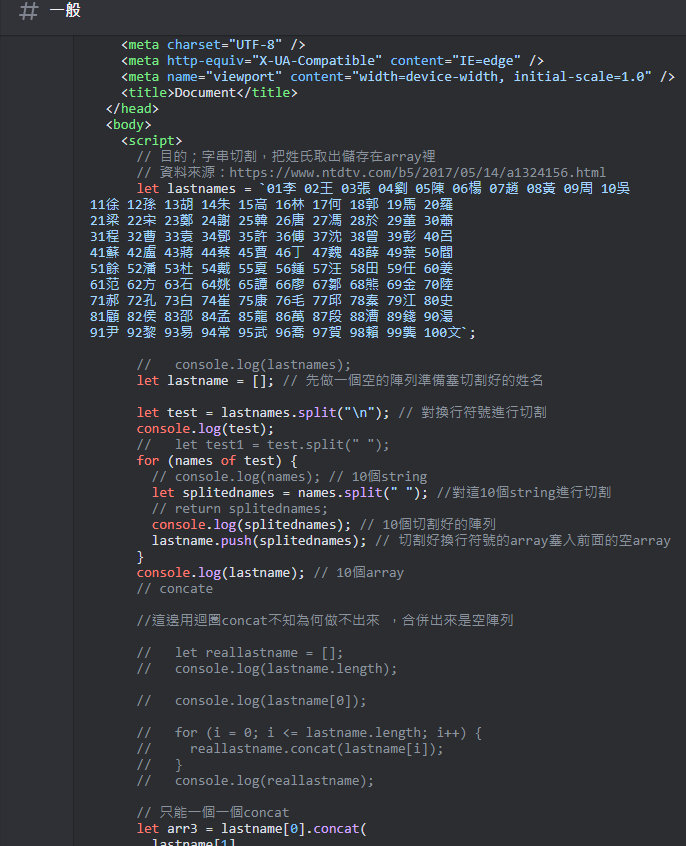 # 一般
<meta charset="UTF-8" />
<meta http-equiv="X-UA-Compatible" content="IE=edge" />
<meta name="viewport" content="width=device-width, initial-scale=1.0" />
<title>Document</title>
</head>
<body>
<script>
// 目的；字串切割，把姓氏取出儲存在array裡
// 資料來源：https://www.ntdtv.com/b5/2017/05/14/a1324156.html
let lastnames = `01李 02王 03張 04劉 05陳 06楊 07趙 08黃 09周 10吳
11徐 12孫 13胡 14朱 15高 16林 17何 18郭 19馬 20羅
21梁 22宋 23鄭 24謝 25韓 26唐 27馮 28於 29董 30蕭
31程 32曹 33袁 34鄧 35許 36傅 37沈 38曾 39彭 40呂
41蘇 42盧 43蔣 44蔡 45賈 46丁 47魏 48薛 49葉 50閻
51餘 52潘 53杜 54戴 55夏 56鍾 57汪 58田 59任 60姜
61范 62方 63石 64姚 65譚 66廖 67鄒 68熊 69金 70陸
71郝 72孔 73白 74崔 75康 76毛 77邱 78秦 79江 80史
81顧 82侯 83邵 84孟 85龍 86萬 87段 88漕 89錢 90湯
91尹 92黎 93易 94常 95武 96喬 97賀 98賴 99龔 100文`;
// console.log(lastnames);
let lastname = []; // 先做一個空的陣列準備塞切割好的姓名
let test = lastnames.split("\n"); // 對換行符號進行切割
console.log(test);
// let test1 = test.split(" ");
for (names of test) {
// console.log(names); // 10個string
let splitednames = names.split(" "); //對這10個string進行切割
// return splitednames;
console.log(splitednames); // 10個切割好的陣列
lastname.push(splitednames); // 切割好換行符號的array塞入前面的空array
}
console.log(lastname); // 10個array
// concate
//這邊用迴圈concat不知為何做不出來 ，合併出來是空陣列
// let reallastname = [];
// console.log(lastname.length);
// console.log(lastname[0]);
// for (i = 0; i <= lastname.length; i++) {
// reallastname.concat(lastname[i]);
// }
// console.log(reallastname);
// 只能一個一個concat
let arr3 = lastname[0].concat(
lastname[1]